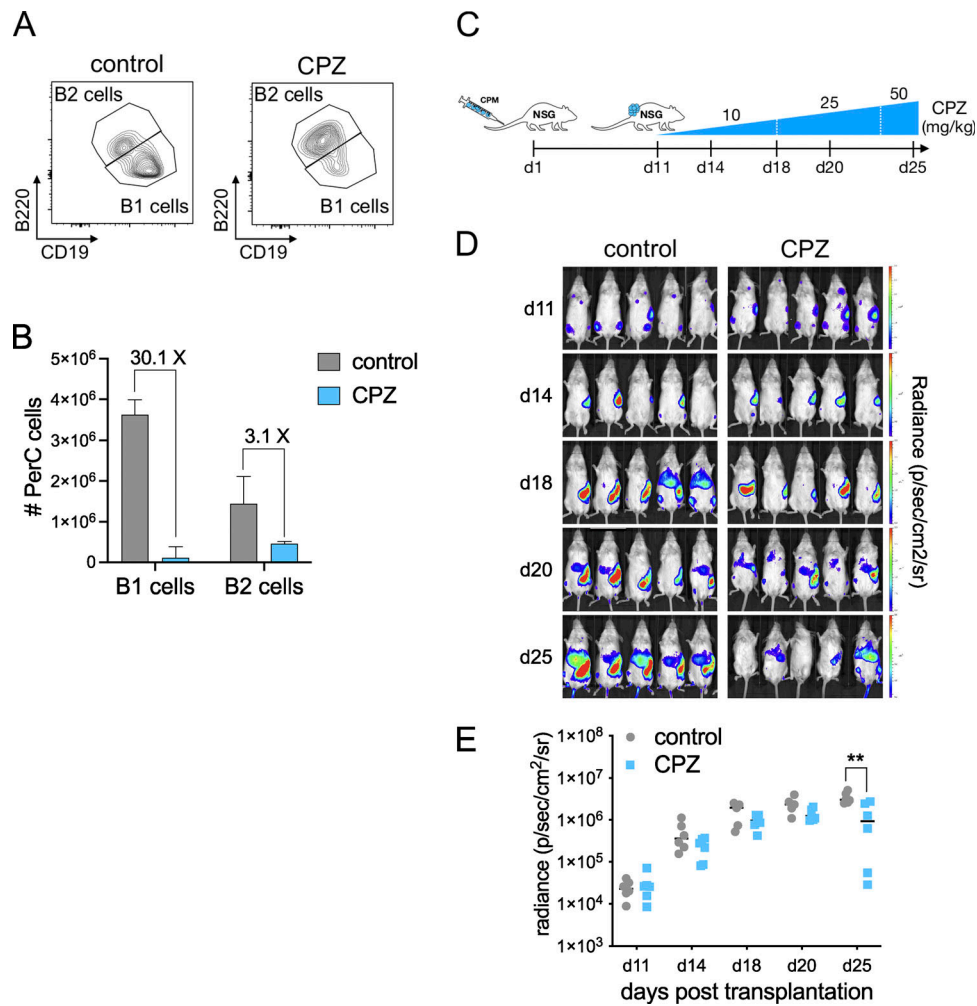 A
control
CPZ
B2 cells
B2 cells
B1 cells
B1 cells
B220
B220
CD19
CD19
B
30.1 X
3.1 X
control
CPZ
# PerC cells
5×10⁶
4×10⁶
3×10⁶
2×10⁶
1×10⁶
0
B1 cells
B2 cells
C
CPM
NSG
NSG
10
25
50
CPZ
(mg/kg)
d1
d11
d14
d18
d20
d25
D
control
CPZ
d11
d14
d18
d20
d25
Radiance (p/sec/cm2/sr)
E
control
CPZ
**
radiance (p/sec/cm²/sr)
1×10⁸
1×10⁷
1×10⁶
1×10⁵
1×10⁴
1×10³
d11
d14
d18
d20
d25
days post transplantation